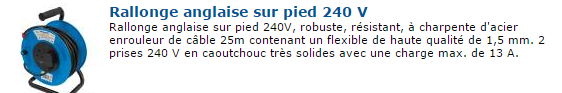 Rallonge anglaise sur pied 240 V
Rallonge anglaise sur pied 240V, robuste, résistant, à charpente d'acier
enrouleur de câble 25m contenant un flexible de haute qualité de 1,5 mm. 2
prises 240 V en caoutchouc très solides avec une charge max. de 13 A.